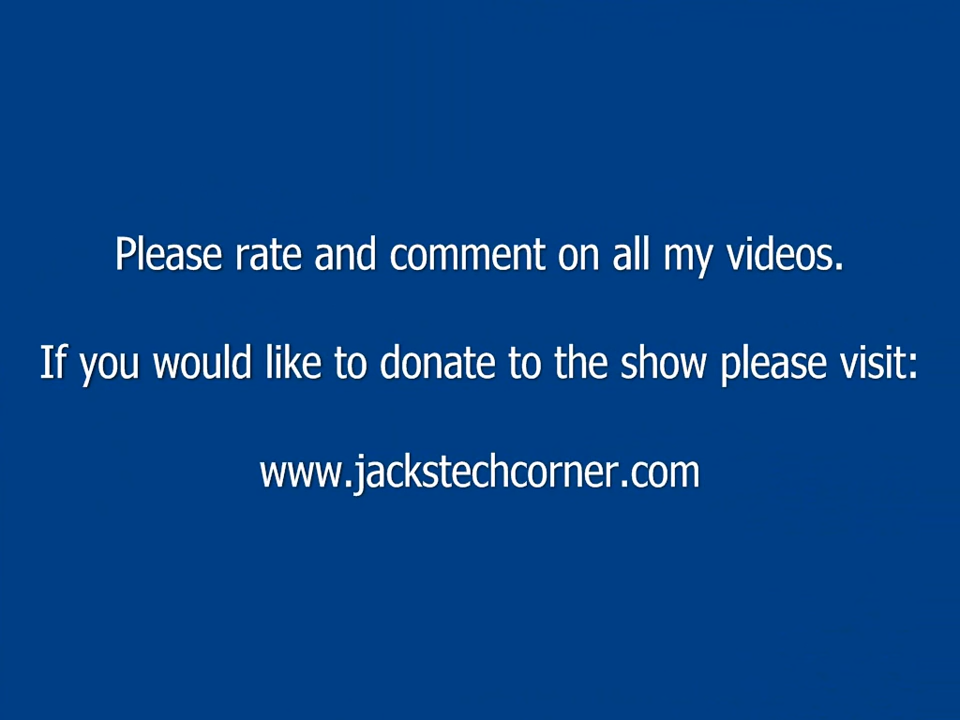 Please rate and comment on all my videos.
If you would like to donate to the show please visit:
www.jackstechcorner.com